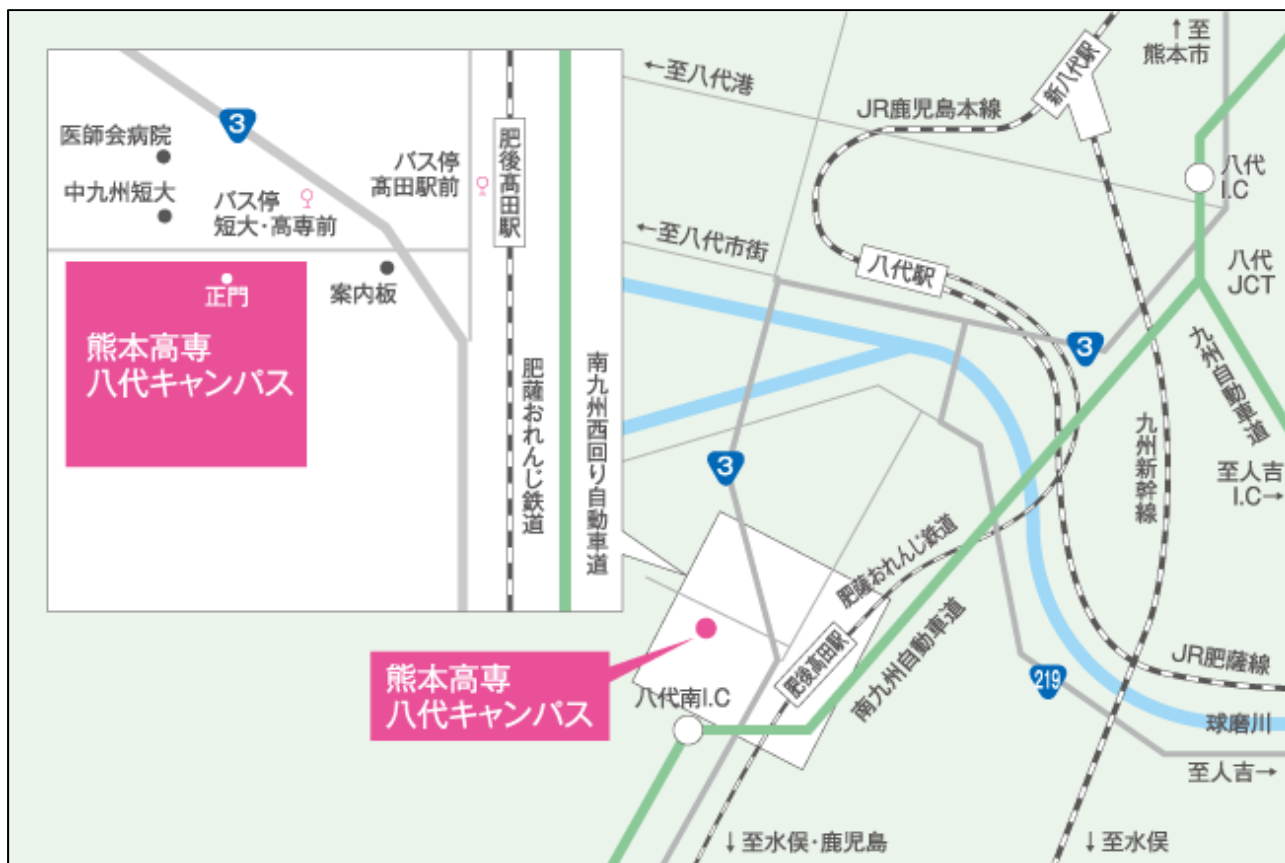 医師会病院
中九州短大
3
バス停
短大・高専前
バス停
髙田駅前
肥後髙田駅
正門
案内板
熊本高専
八代キャンパス
肥薩おれんじ鉄道
南九州西回り自動車道
←至八代港
JR鹿児島本線
新八代駅
↑至
熊本市
八代
I.C
←至八代市街
八代駅
八代
JCT
3
九州自動車道
九州新幹線
至人吉
I.C→
3
肥薩おれんじ鉄道
南九州自動車道
肥後髙田駅
熊本高専
八代キャンパス
八代南I.C
JR肥薩線
219
球磨川
至人吉→
↓至水俣・鹿児島
↓至水俣